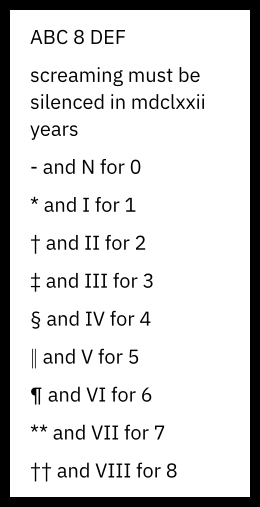 ABC 8 DEF
screaming must be
silenced in mdclxxii
years
- and N for 0
* and I for 1
† and II for 2
‡ and III for 3
§ and IV for 4
‖ and V for 5
¶ and VI for 6
** and VII for 7
†† and VIII for 8